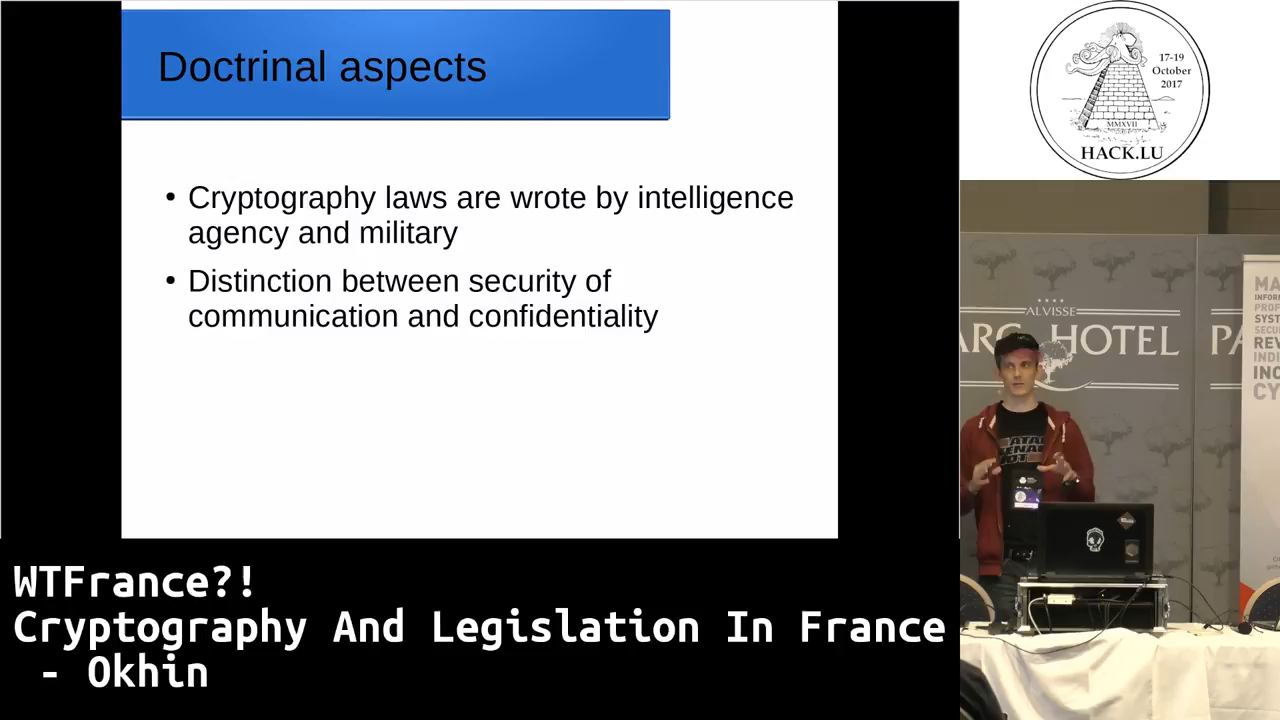 Doctrinal aspects
• Cryptography laws are wrote by intelligence
agency and military
• Distinction between security of
communication and confidentiality
17-19
October
2017
MMXVII
HACK.LU
ALVISSE
PARC HOTEL
WTFrance?!
Cryptography And Legislation In France
- Okhin